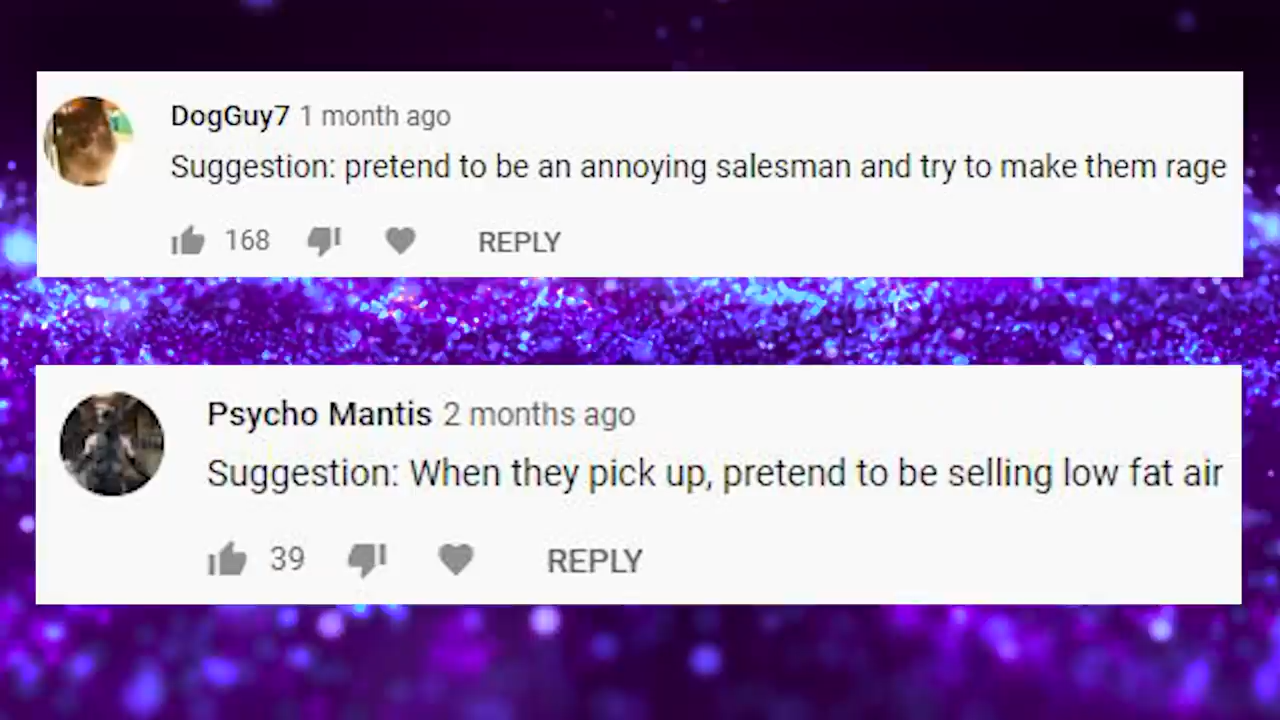 DogGuy7 1 month ago
Suggestion: pretend to be an annoying salesman and try to make them rage
168 REPLY
Psycho Mantis 2 months ago
Suggestion: When they pick up, pretend to be selling low fat air
39 REPLY